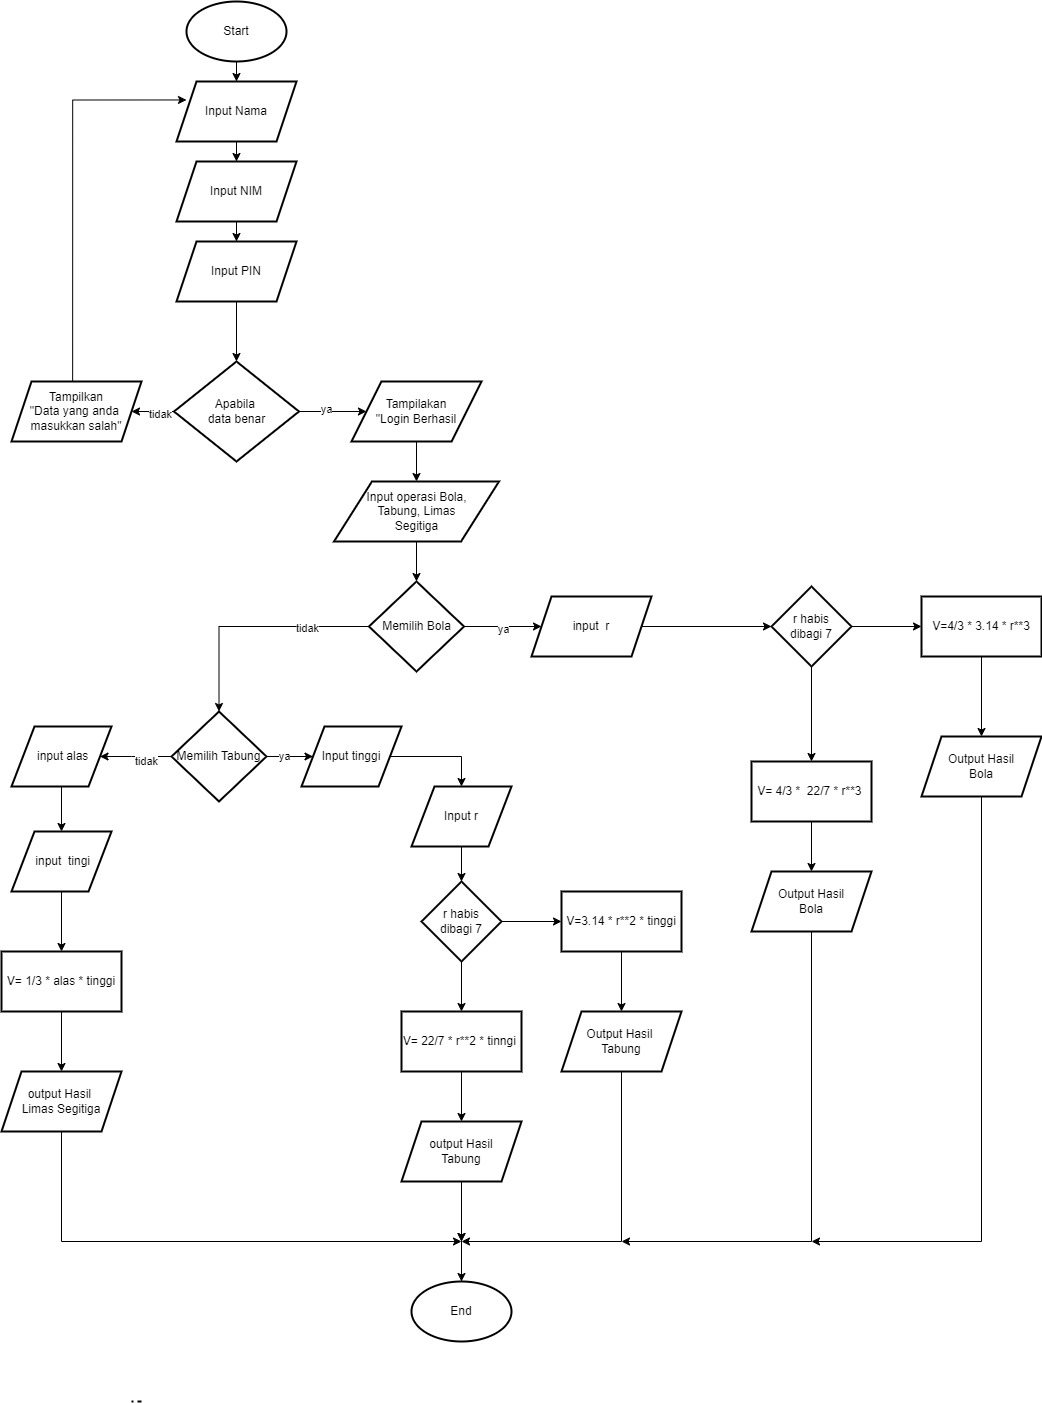 Start
Input Nama
Input NIM
Input PIN
Apabila
data benar
tidak
Tampilkan
"Data yang anda
masukkan salah"
ya
Tampilakan
"Login Berhasil
Input operasi Bola,
Tabung, Limas
Segitiga
Memilih Bola
ya
input r
r habis
dibagi 7
V=4/3 * 3.14 * r**3
Output Hasil
Bola
V= 4/3 * 22/7 * r**3
Output Hasil
Bola
tidak
Memilih Tabung
ya
Input tinggi
Input r
r habis
dibagi 7
V=3.14 * r**2 * tinggi
Output Hasil
Tabung
V= 22/7 * r**2 * tinngi
output Hasil
Tabung
tidak
input alas
input tingi
V= 1/3 * alas * tinggi
output Hasil
Limas Segitiga
End